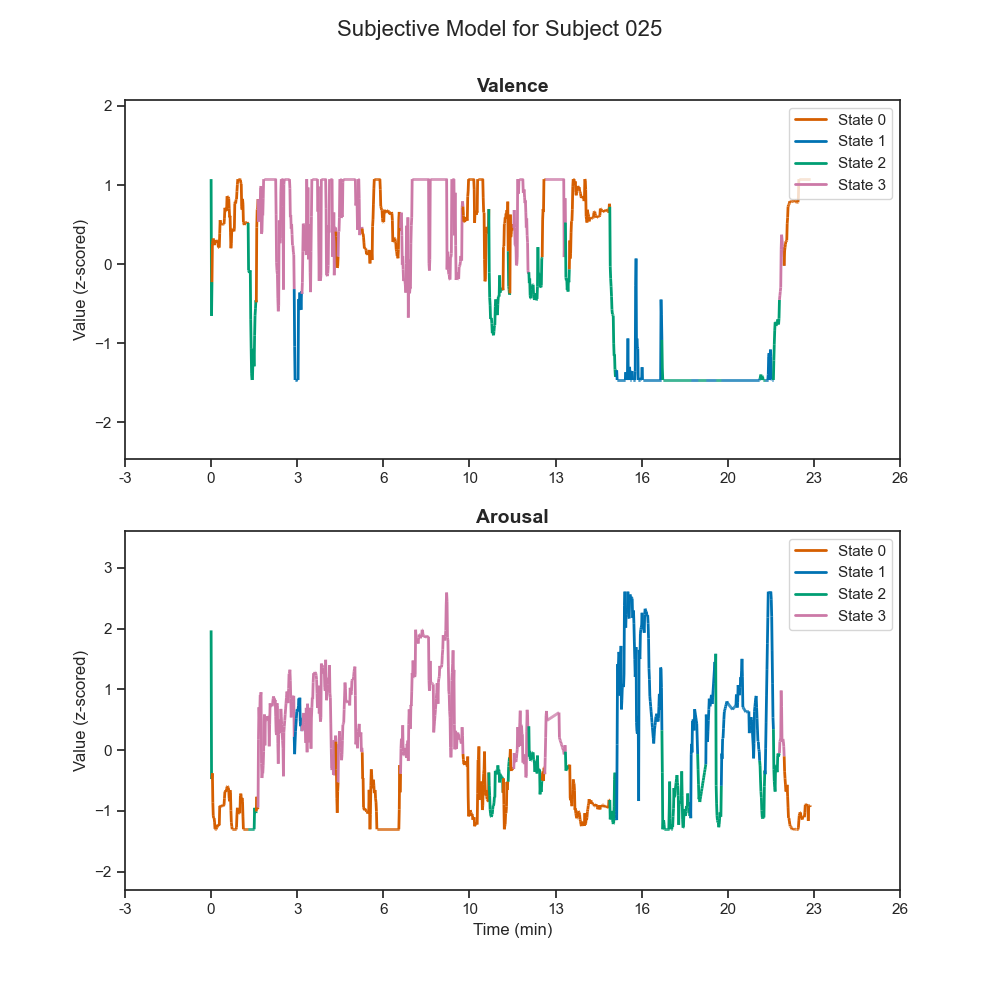 Subjective Model for Subject 025
Valence
Value (z-scored)
2
1
0
−1
−2
-3 0 3 6 10 13 16 20 23 26
State 0
State 1
State 2
State 3
Arousal
Value (z-scored)
3
2
1
0
−1
−2
-3 0 3 6 10 13 16 20 23 26
State 0
State 1
State 2
State 3
Time (min)